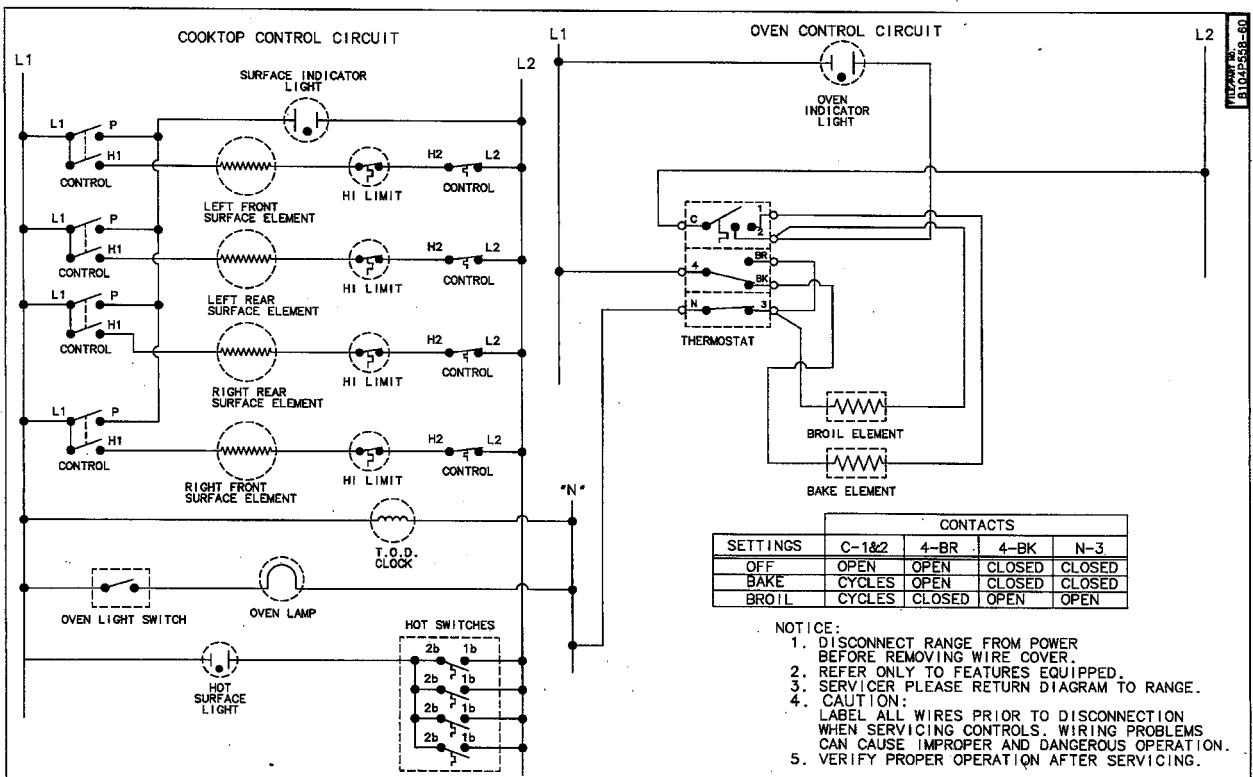 COOKTOP CONTROL CIRCUIT
L1
L2
SURFACE INDICATOR
LIGHT
L1
P
H1
CONTROL
LEFT FRONT
SURFACE ELEMENT
HI LIMIT
H2
L2
CONTROL
L1
P
H1
CONTROL
LEFT REAR
SURFACE ELEMENT
HI LIMIT
H2
L2
CONTROL
L1
P
H1
CONTROL
RIGHT REAR
SURFACE ELEMENT
HI LIMIT
H2
L2
CONTROL
L1
P
H1
CONTROL
RIGHT FRONT
SURFACE ELEMENT
HI LIMIT
H2
L2
CONTROL
"N"
T.O.D.
CLOCK
OVEN LIGHT SWITCH
OVEN LAMP
HOT SURFACE
LIGHT
HOT SWITCHES
2b 1b
2b 1b
2b 1b
2b 1b
OVEN CONTROL CIRCUIT
L1
L2
OVEN
INDICATOR
LIGHT
C
1
2
4
BR
BK
N
3
THERMOSTAT
BROIL ELEMENT
BAKE ELEMENT
CONTACTS
SETTINGS C-1&2 4-BR 4-BK N-3
OFF OPEN OPEN CLOSED CLOSED
BAKE CYCLES OPEN CLOSED CLOSED
BROIL CYCLES CLOSED OPEN OPEN
NOTICE:
1. DISCONNECT RANGE FROM POWER
BEFORE REMOVING WIRE COVER.
2. REFER ONLY TO FEATURES EQUIPPED.
3. SERVICER PLEASE RETURN DIAGRAM TO RANGE.
4. CAUTION:
LABEL ALL WIRES PRIOR TO DISCONNECTION
WHEN SERVICING CONTROLS. WIRING PROBLEMS
CAN CAUSE IMPROPER AND DANGEROUS OPERATION.
5. VERIFY PROPER OPERATION AFTER SERVICING.
8104P558-60